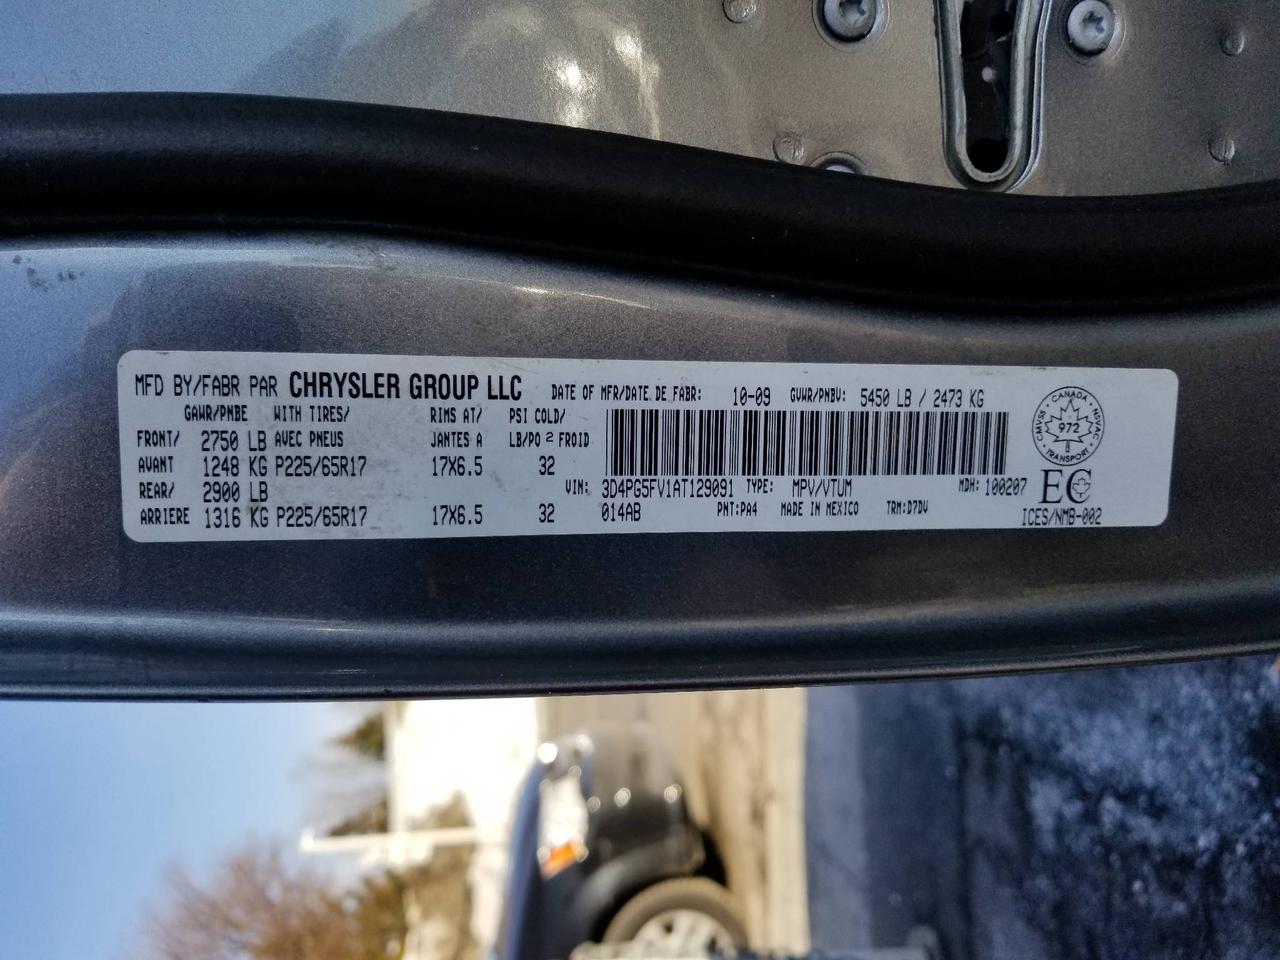 MFD BY/FABR PAR CHRYSLER GROUP LLC DATE OF MFR/DATE DE FABR: 10-09 GVWR/PNBV: 5450 LB / 2473 KG
GAWR/PNBE WITH TIRES/ RIMS AT/ PSI COLD/
FRONT/ 2750 LB AVEC PNEUS JANTES A LB/PO² FROID
AVANT 1248 KG P225/65R17 17X6.5 32
REAR/ 2900 LB VIN: 3D4PG5FV1AT129091 TYPE: MPV/VTUM MDH: 100207
ARRIERE 1316 KG P225/65R17 17X6.5 32 014AB PNT:PA4 MADE IN MEXICO TRM:D7DV
CANADA
CMVSS 972 NSVAC
TRANSPORT
EC
ICES/NMB-002